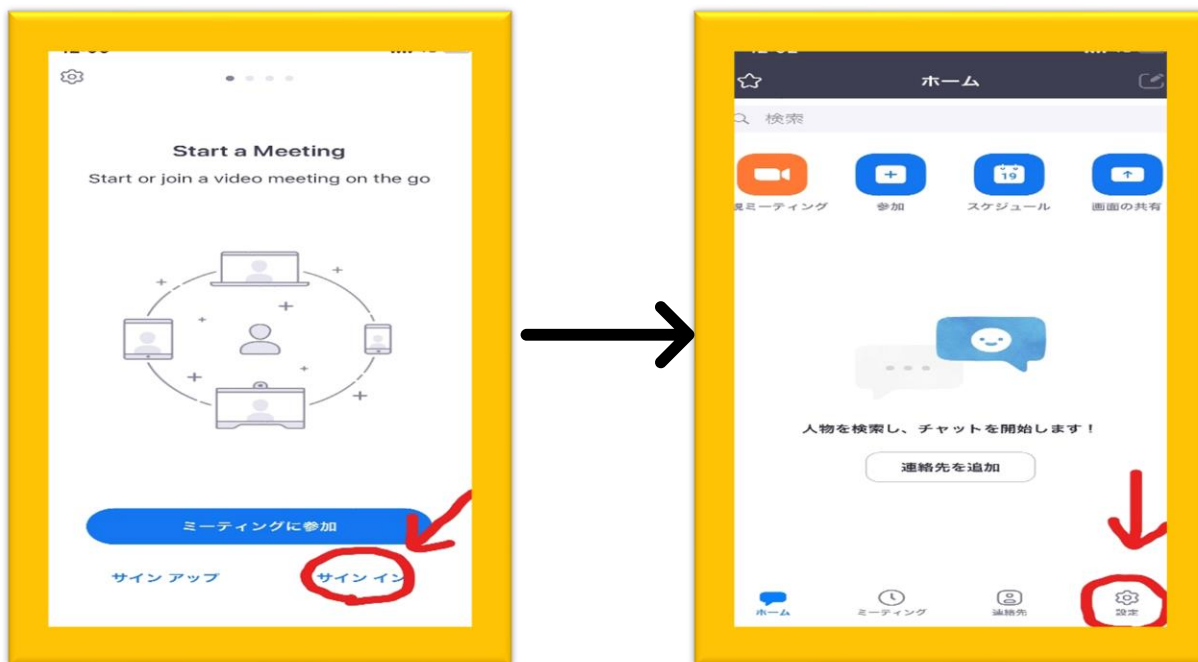 Start a Meeting
Start or join a video meeting on the go
ミーティングに参加
サイン アップ
サイン イン
ホーム
検索
ミーティング
参加
19
スケジュール
画面の共有
人物を検索し、チャットを開始します！
連絡先を追加
ホーム
ミーティング
連絡先
設定